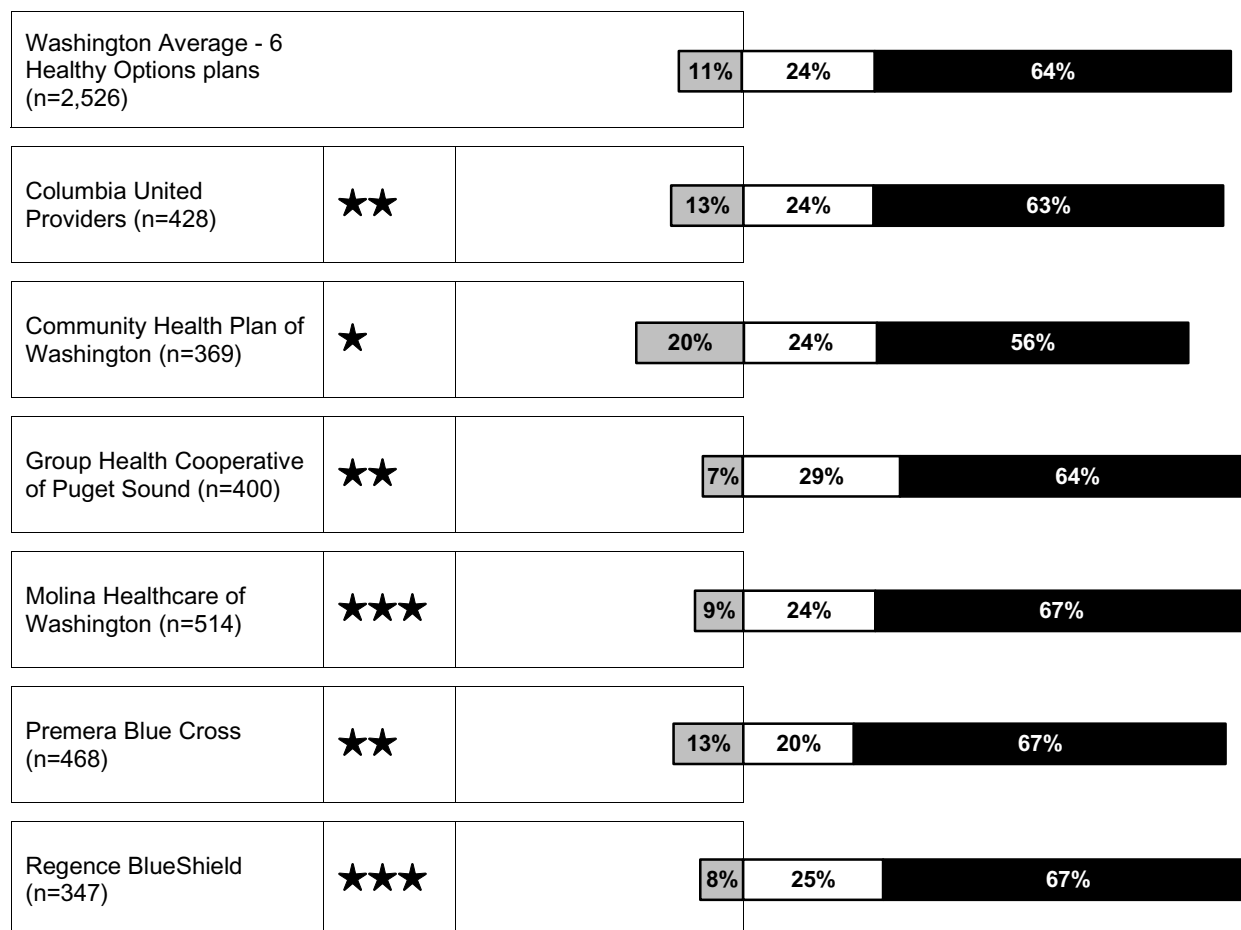 Washington Average - 6
Healthy Options plans
(n=2,526)
11% 24% 64%
Columbia United
Providers (n=428)
★★
13% 24% 63%
Community Health Plan of
Washington (n=369)
★
20% 24% 56%
Group Health Cooperative
of Puget Sound (n=400)
★★
7% 29% 64%
Molina Healthcare of
Washington (n=514)
★★★
9% 24% 67%
Premera Blue Cross
(n=468)
★★
13% 20% 67%
Regence BlueShield
(n=347)
★★★
8% 25% 67%